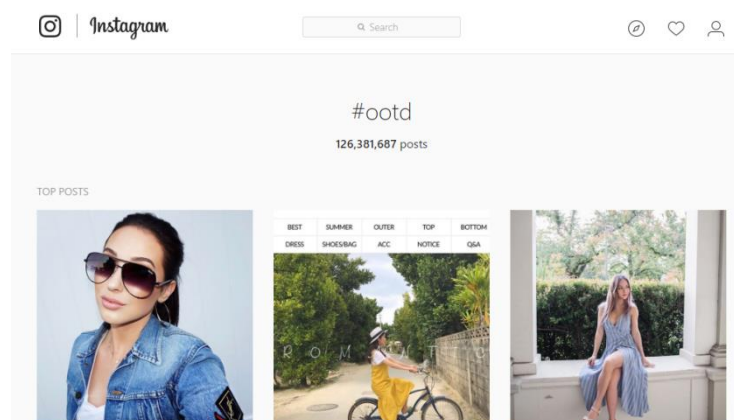 Instagram
Search
#ootd
126,381,687 posts
TOP POSTS
BEST SUMMER OUTER TOP BOTTOM
DRESS SHOES/BAG ACC NOTICE Q&A